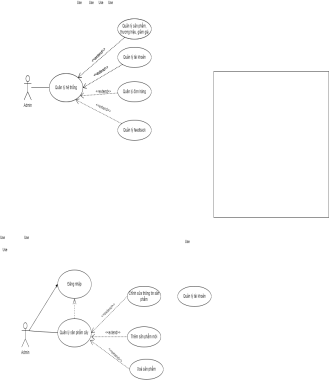 Use Use Use Use
Quản lý sản phẩm
thương hiệu, giảm giá
<<extend>>
Quản lý tài khoản
<<extend>>
Admin
Quản lý hệ thống
<<extend>>
Quản lý đơn hàng
<<extend>>
Quản lý feedback
Use Use
Use
Use
Đăng nhập
Chỉnh sửa thông tin sản
phẩm
Quản lý tài khoản
<<extend>>
Admin
Quản lý sản phẩm cây
<<extend>>
Thêm sản phẩm mới
<<extend>>
Xoá sản phẩm